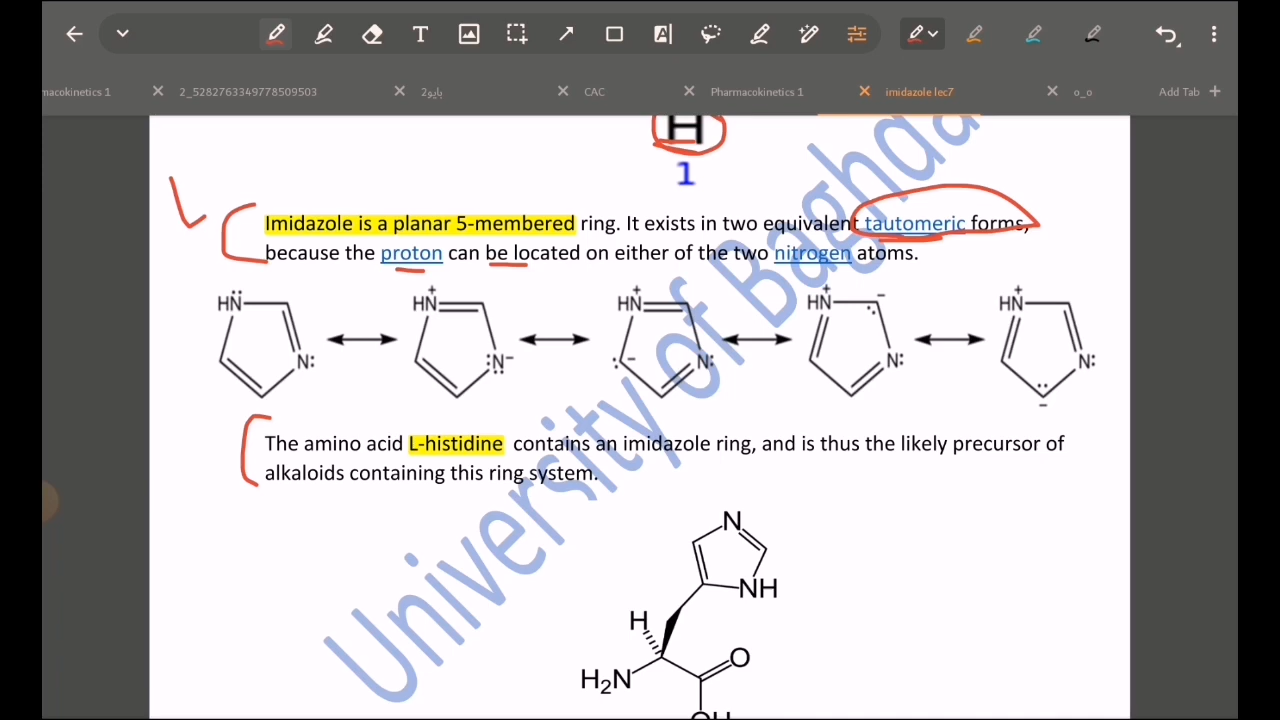 T
A
macokinetics 1
2_5282763349778509503
بايو2
CAC
Pharmacokinetics 1
imidazole lec7
o_o
Add Tab +
H
1
Imidazole is a planar 5-membered ring. It exists in two equivalent tautomeric forms,
because the proton can be located on either of the two nitrogen atoms.
HN N:
HN + :N −
HN + − N:
HN + − N:
HN + − N:
The amino acid L-histidine contains an imidazole ring, and is thus the likely precursor of
alkaloids containing this ring system.
N
NH
H
O
H2N
OH
University of Baghdad